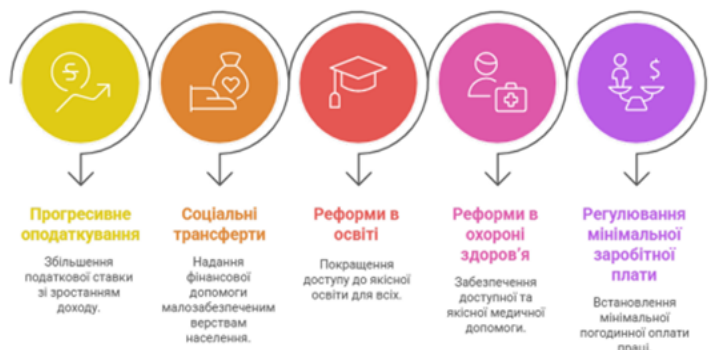 Прогресивне
оподаткування
Збільшення
податкової ставки
зі зростанням
доходу.
Соціальні
трансферти
Надання
фінансової
допомоги
малозабезпеченим
верствам
населення.
Реформи в
освіті
Покращення
доступу до якісної
освіти для всіх.
Реформи в
охороні
здоров’я
Забезпечення
доступної та
якісної медичної
допомоги.
Регулювання
мінімальної
заробітної
плати
Встановлення
мінімальної
погодинної оплати
праці.